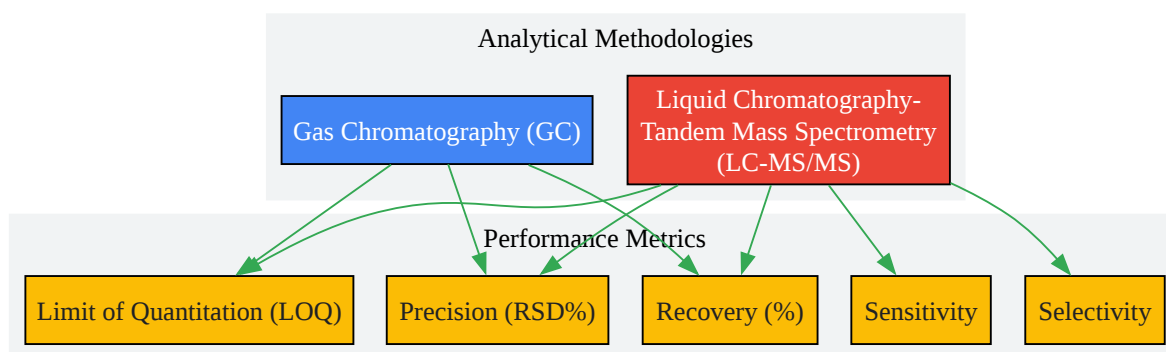 Analytical Methodologies
Gas Chromatography (GC)
Liquid Chromatography-
Tandem Mass Spectrometry
(LC-MS/MS)
Performance Metrics
Limit of Quantitation (LOQ)
Precision (RSD%)
Recovery (%)
Sensitivity
Selectivity